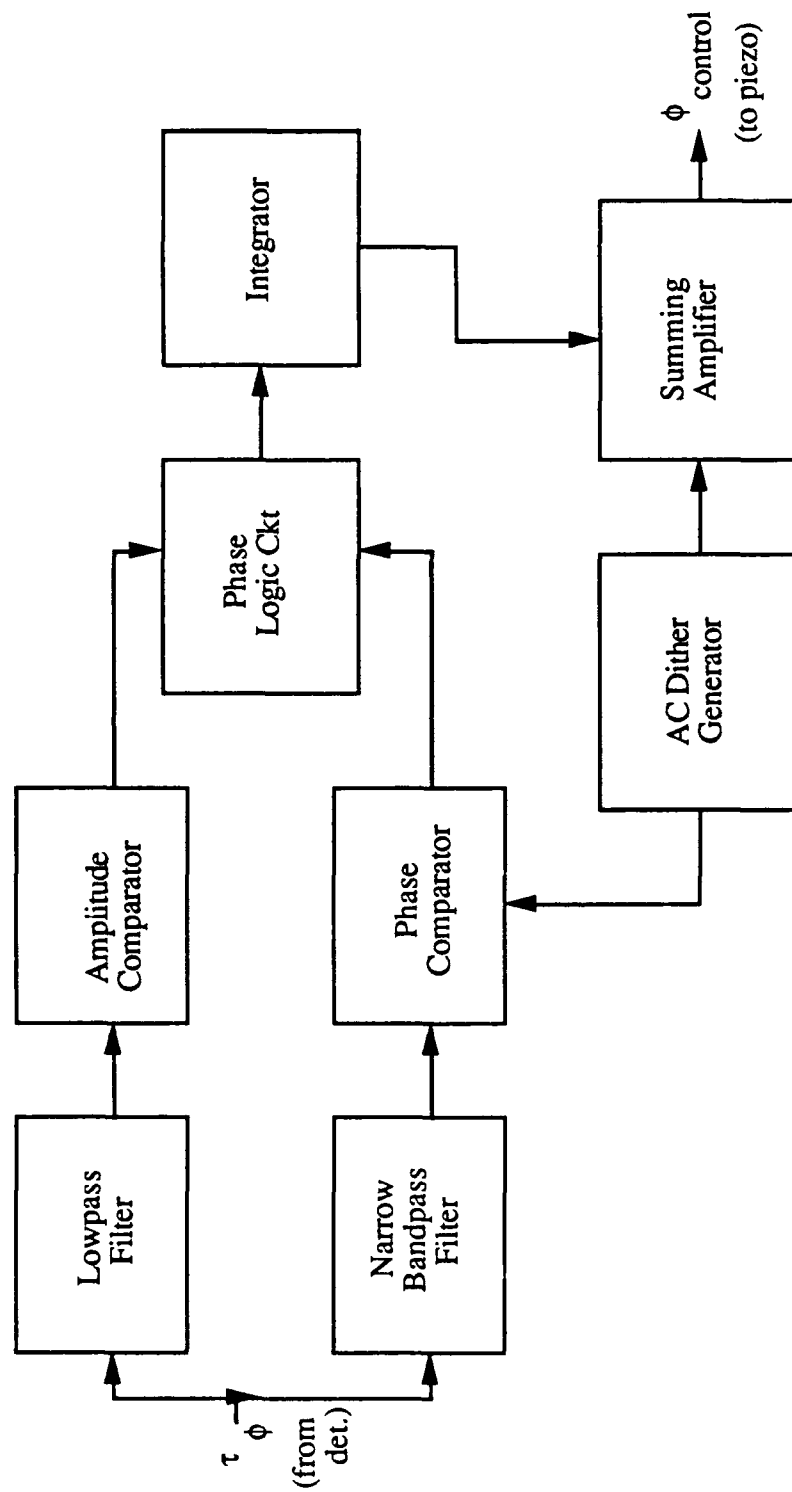 τ
ϕ
(from
det.)
Lowpass
Filter
Amplitude
Comparator
Narrow
Bandpass
Filter
Phase
Comparator
Phase
Logic Ckt
Integrator
AC Dither
Generator
Summing
Amplifier
ϕ control
(to piezo)